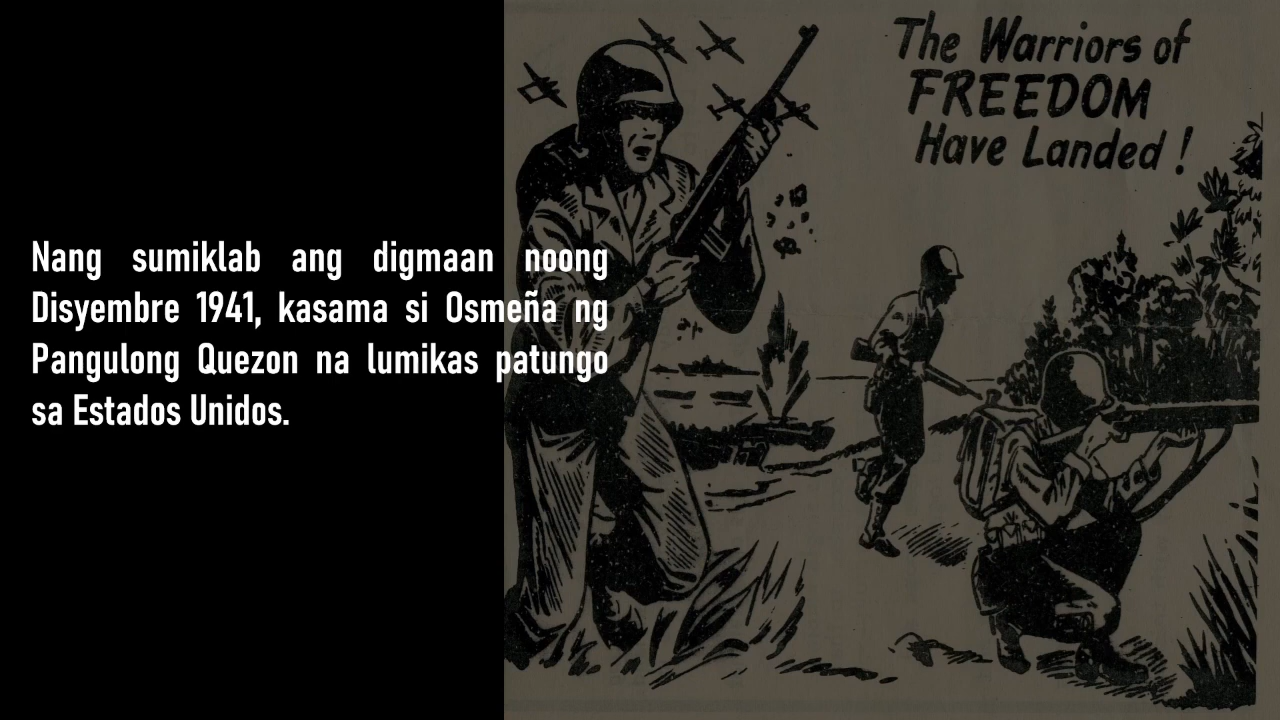 Nang sumiklab ang digmaan noong
Disyembre 1941, kasama si Osmeña ng
Pangulong Quezon na lumikas patungo
sa Estados Unidos.
The Warriors of
FREEDOM
Have Landed !